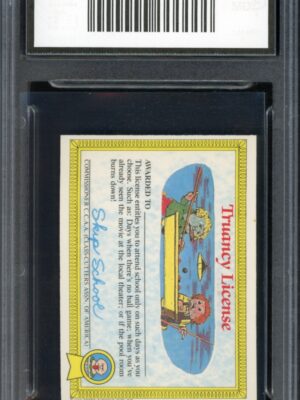 Truancy License
AWARDED TO
This license entitles you to attend school only on such days as you
choose. Such as: Days when there's no ball game; when you've
already seen the movie at the local theater; or if the pool room
burns down!
Skip School
COMMISSIONER